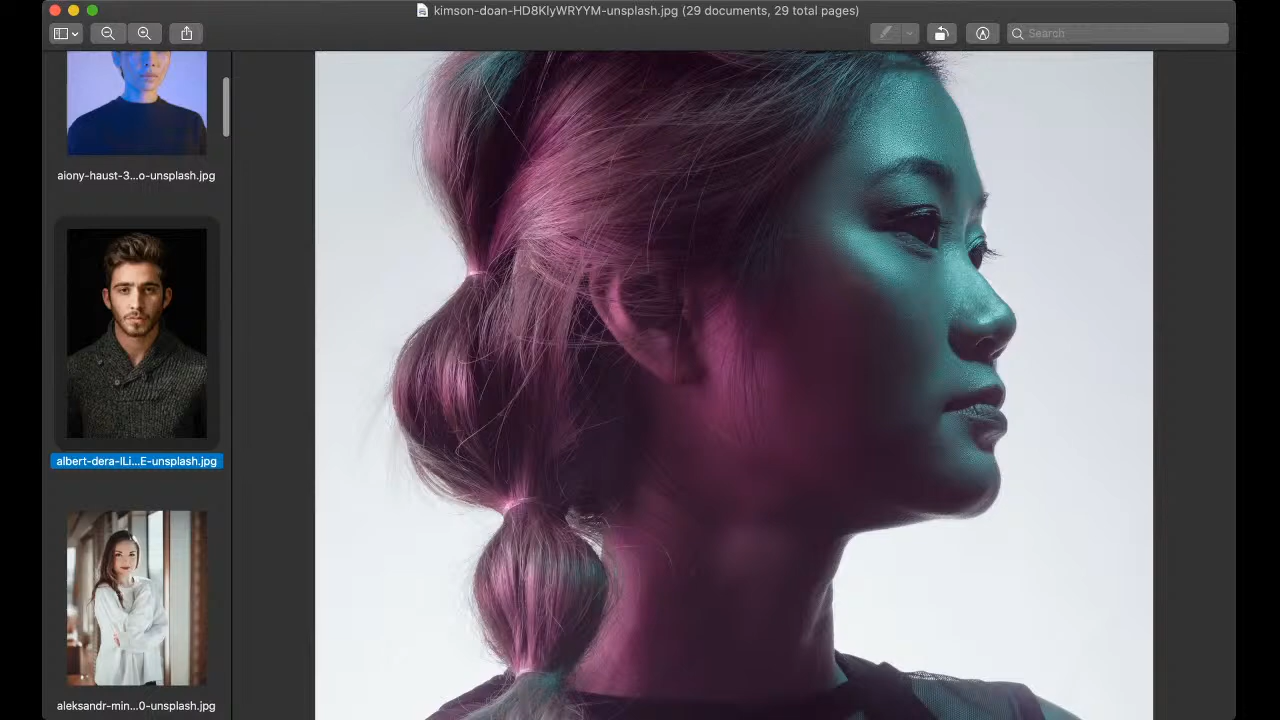 kimson-doan-HD8KlyWRYYM-unsplash.jpg (29 documents, 29 total pages)
Search
aiony-haust-3...o-unsplash.jpg
albert-dera-ILi...E-unsplash.jpg
aleksandr-min...0-unsplash.jpg